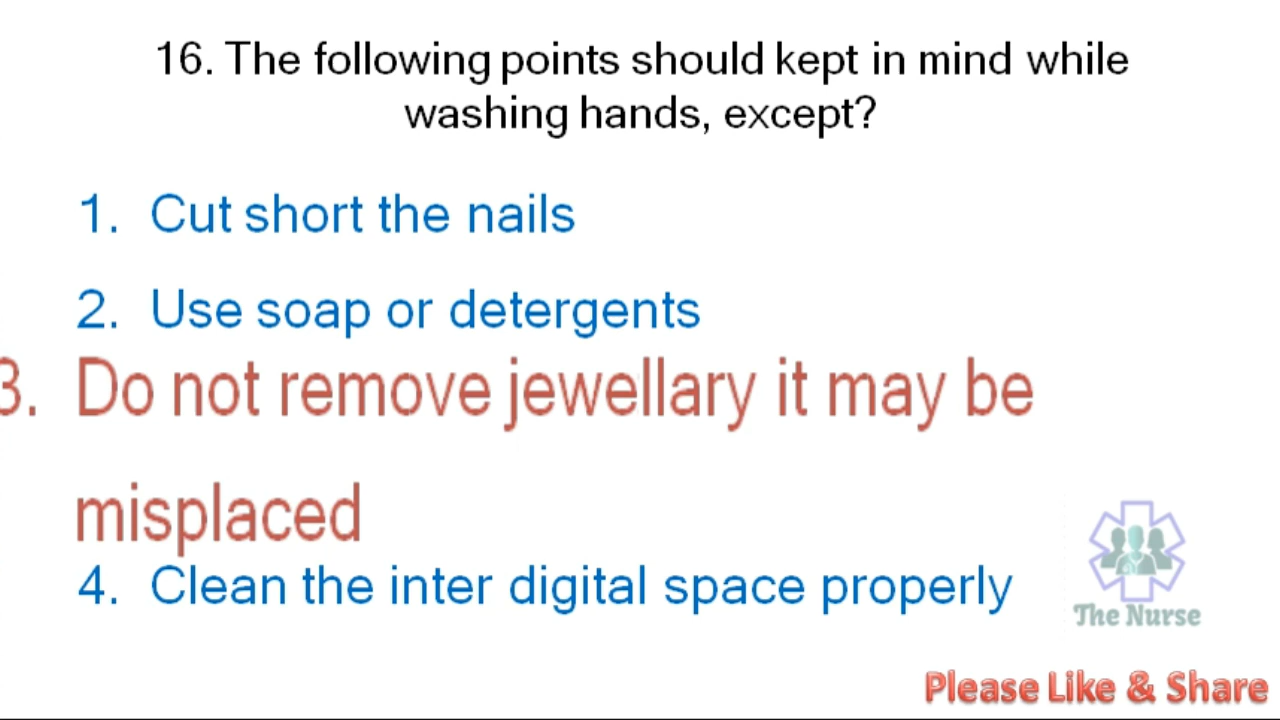 16. The following points should kept in mind while
washing hands, except?
1. Cut short the nails
2. Use soap or detergents
3. Do not remove jewellary it may be
misplaced
4. Clean the inter digital space properly
The Nurse
Please Like & Share